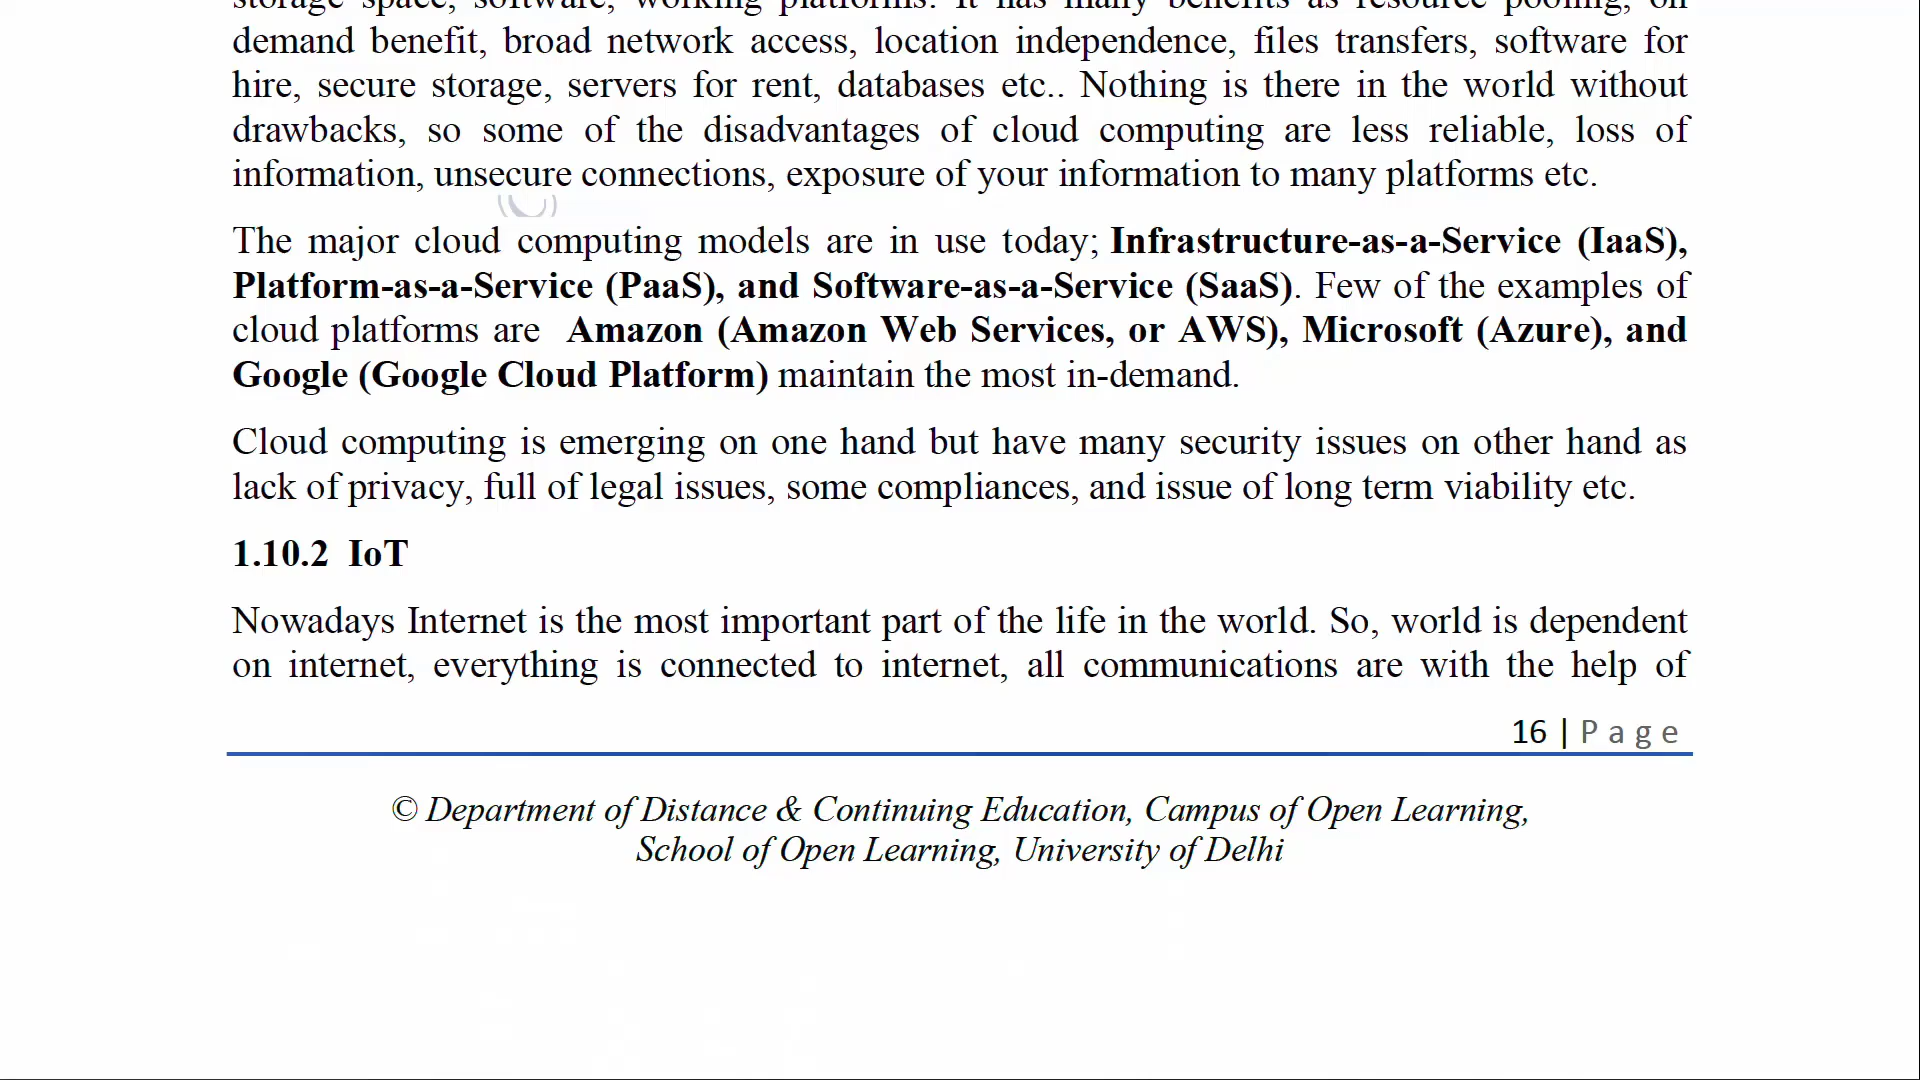 storage space, software, working platforms. It has many benefits as resource pooling, on
demand benefit, broad network access, location independence, files transfers, software for
hire, secure storage, servers for rent, databases etc.. Nothing is there in the world without
drawbacks, so some of the disadvantages of cloud computing are less reliable, loss of
information, unsecure connections, exposure of your information to many platforms etc.
The major cloud computing models are in use today; Infrastructure-as-a-Service (IaaS),
Platform-as-a-Service (PaaS), and Software-as-a-Service (SaaS). Few of the examples of
cloud platforms are Amazon (Amazon Web Services, or AWS), Microsoft (Azure), and
Google (Google Cloud Platform) maintain the most in-demand.
Cloud computing is emerging on one hand but have many security issues on other hand as
lack of privacy, full of legal issues, some compliances, and issue of long term viability etc.
1.10.2 IoT
Nowadays Internet is the most important part of the life in the world. So, world is dependent
on internet, everything is connected to internet, all communications are with the help of
16 | Page
© Department of Distance & Continuing Education, Campus of Open Learning,
School of Open Learning, University of Delhi